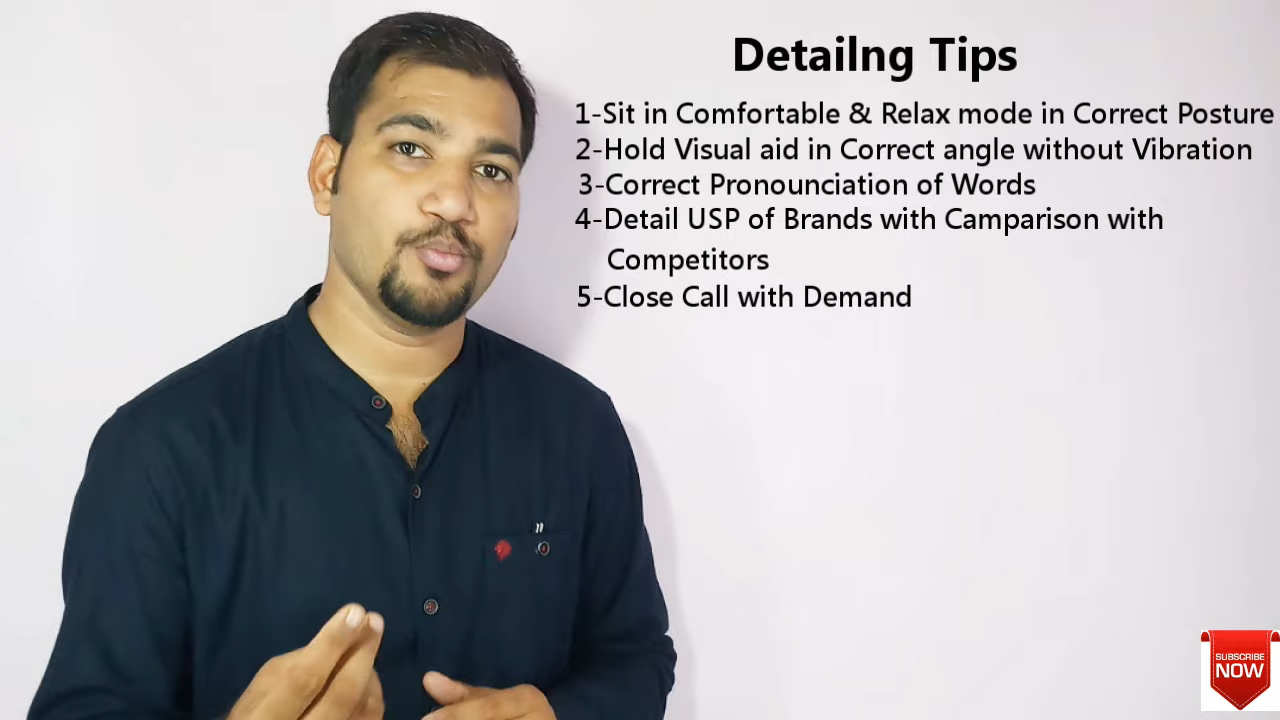 Detailng Tips
1-Sit in Comfortable & Relax mode in Correct Posture
2-Hold Visual aid in Correct angle without Vibration
3-Correct Pronounciation of Words
4-Detail USP of Brands with Camparison with
Competitors
5-Close Call with Demand
SUBSCRIBE
NOW